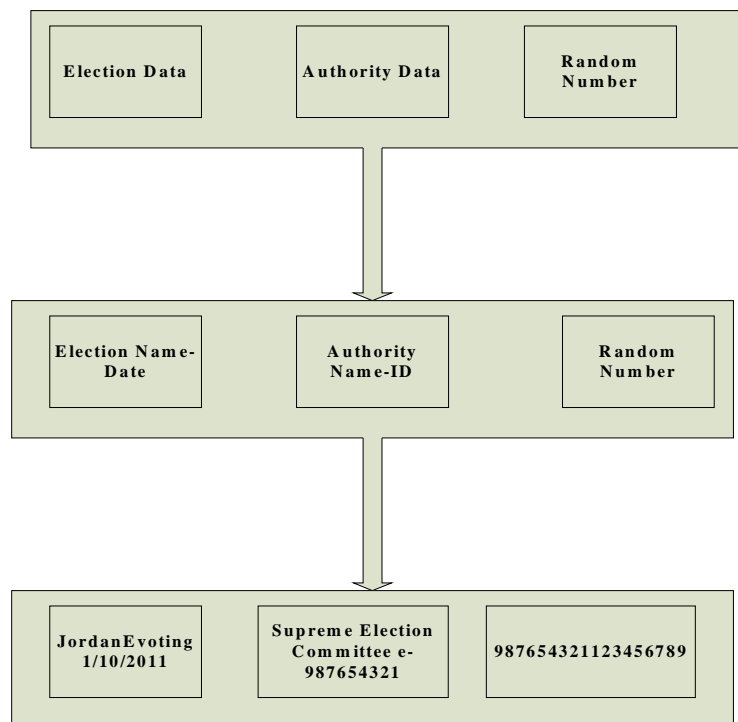 Election Data
Authority Data
Random
Number
Election Name-
Date
Authority
Name-ID
Random
Number
JordanEvoting
1/10/2011
Supreme Election
Committee e-
987654321
987654321123456789